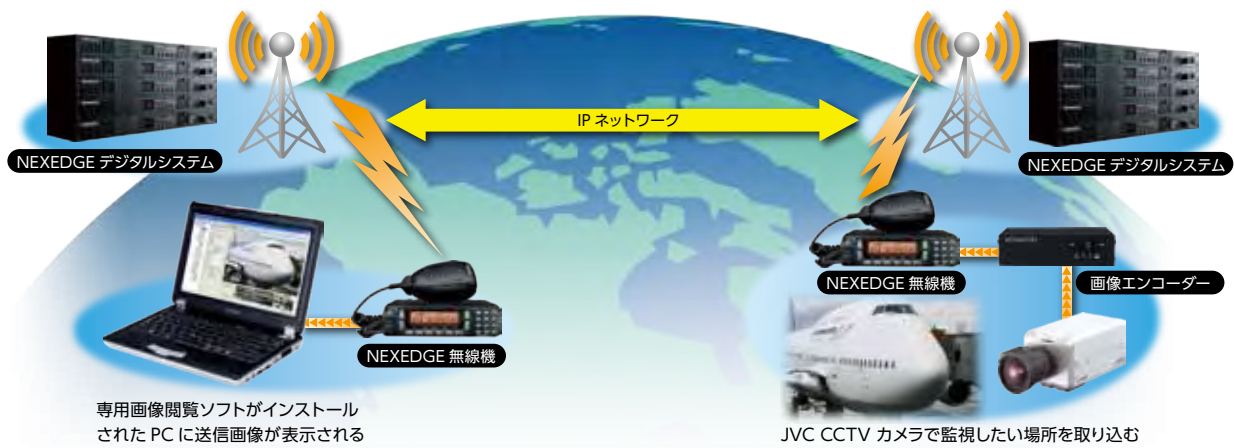 IP ネットワーク
NEXEDGE デジタルシステム
NEXEDGE デジタルシステム
NEXEDGE 無線機
画像エンコーダー
NEXEDGE 無線機
専用画像閲覧ソフトがインストール
された PC に送信画像が表示される
JVC CCTV カメラで監視したい場所を取り込む